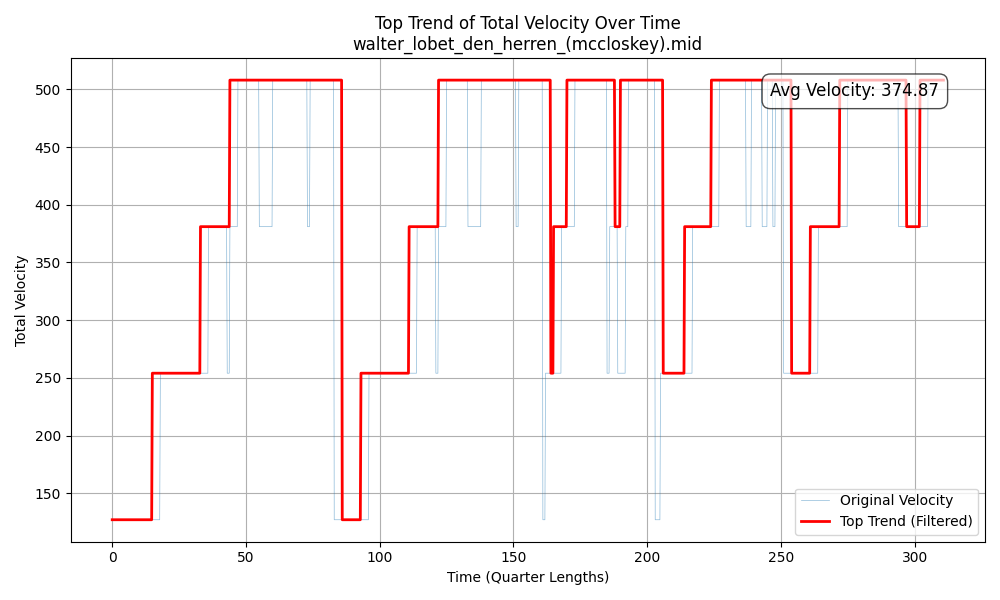 Top Trend of Total Velocity Over Time
walter_lobet_den_herren_(mccloskey).mid
Avg Velocity: 374.87
500
450
400
350
300
250
200
150
Total Velocity
0 50 100 150 200 250 300
Time (Quarter Lengths)
Original Velocity
Top Trend (Filtered)